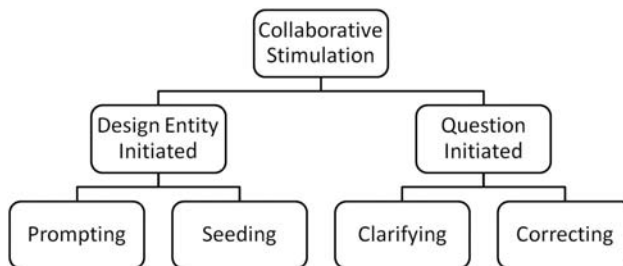 Collaborative
Stimulation
Design Entity
Initiated
Question
Initiated
Prompting
Seeding
Clarifying
Correcting